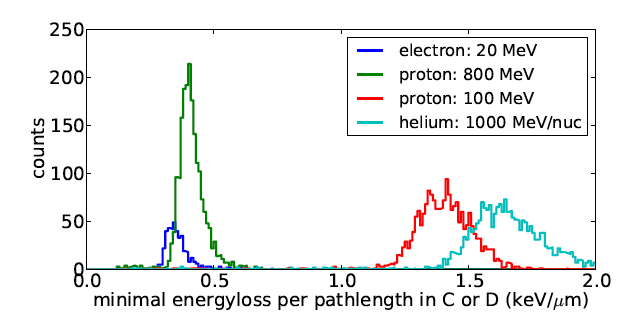 250
200
150
100
50
0
counts
electron: 20 MeV
proton: 800 MeV
proton: 100 MeV
helium: 1000 MeV/nuc
0.0 0.5 1.0 1.5 2.0
minimal energyloss per pathlength in C or D (keV/μm)